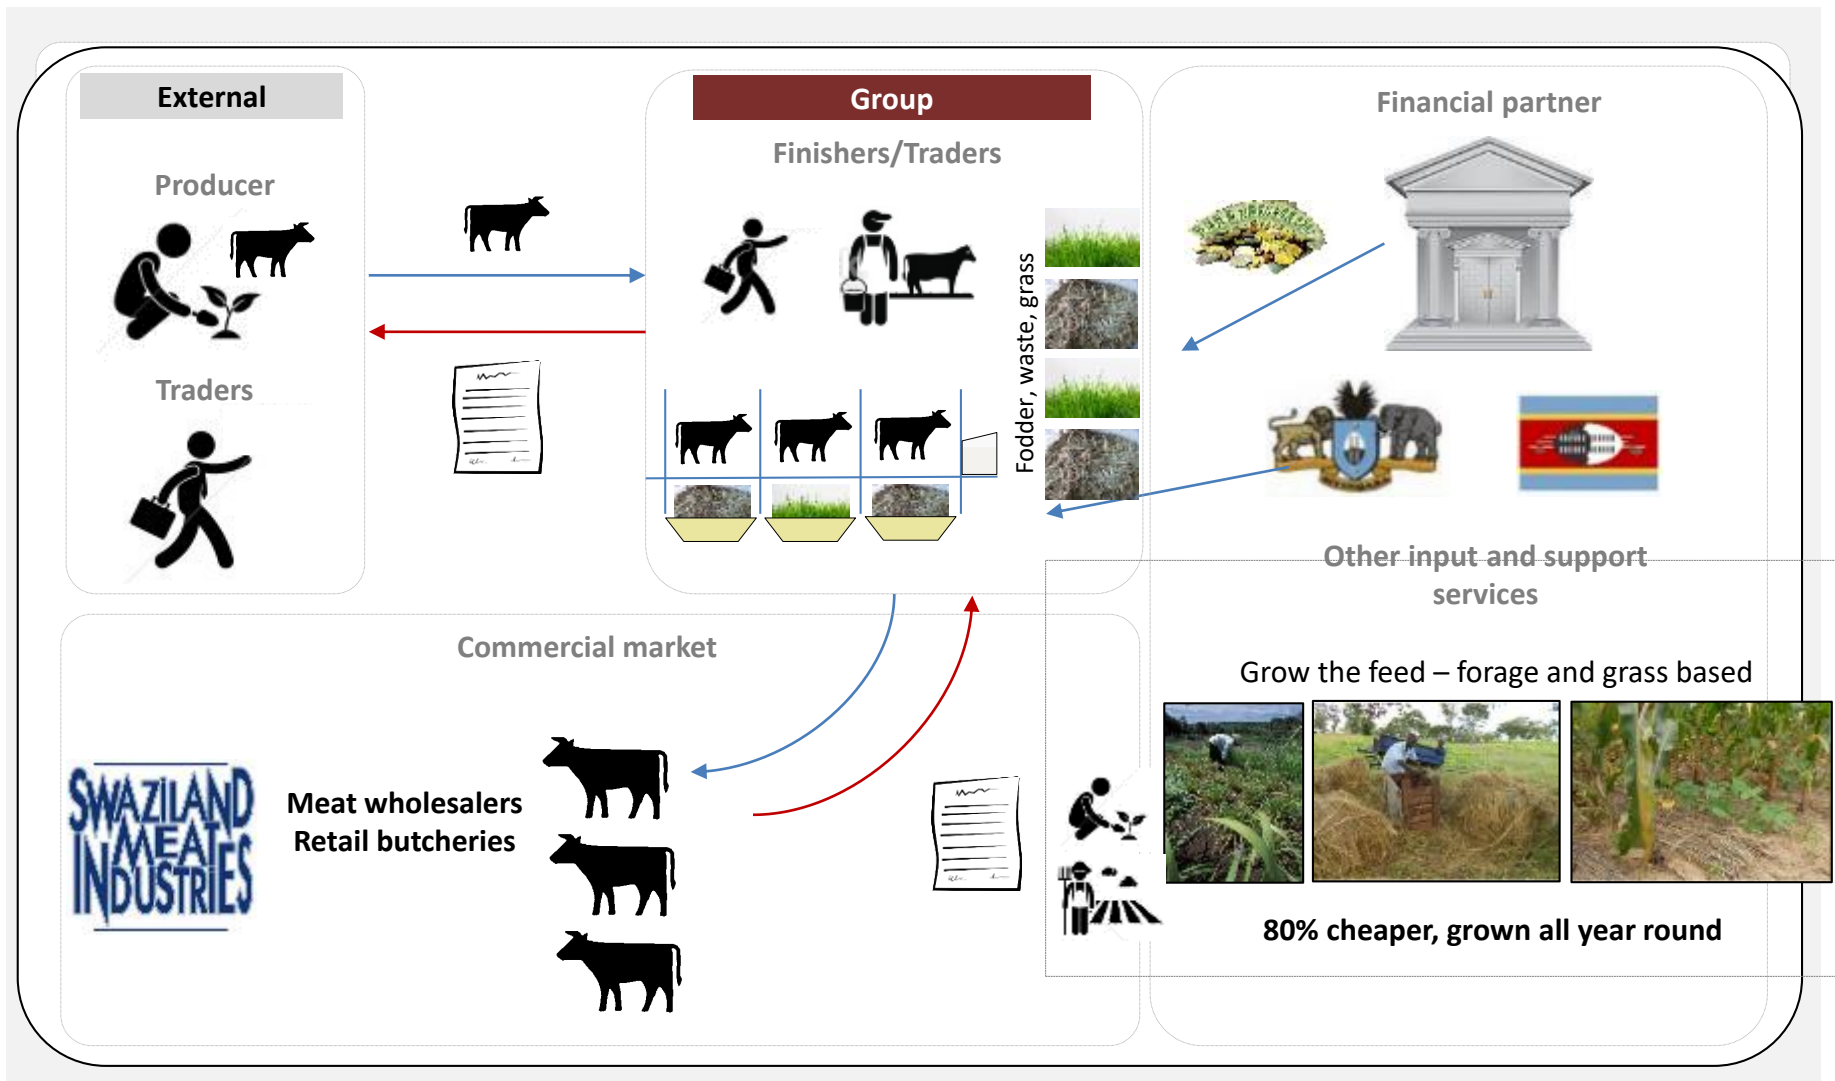 External
Group
Financial partner
Finishers/Traders
Producer
Traders
Fodder, waste, grass
Other input and support
services
Commercial market
Grow the feed – forage and grass based
SWAZILAND
MEAT
INDUSTRIES
Meat wholesalers
Retail butcheries
80% cheaper, grown all year round